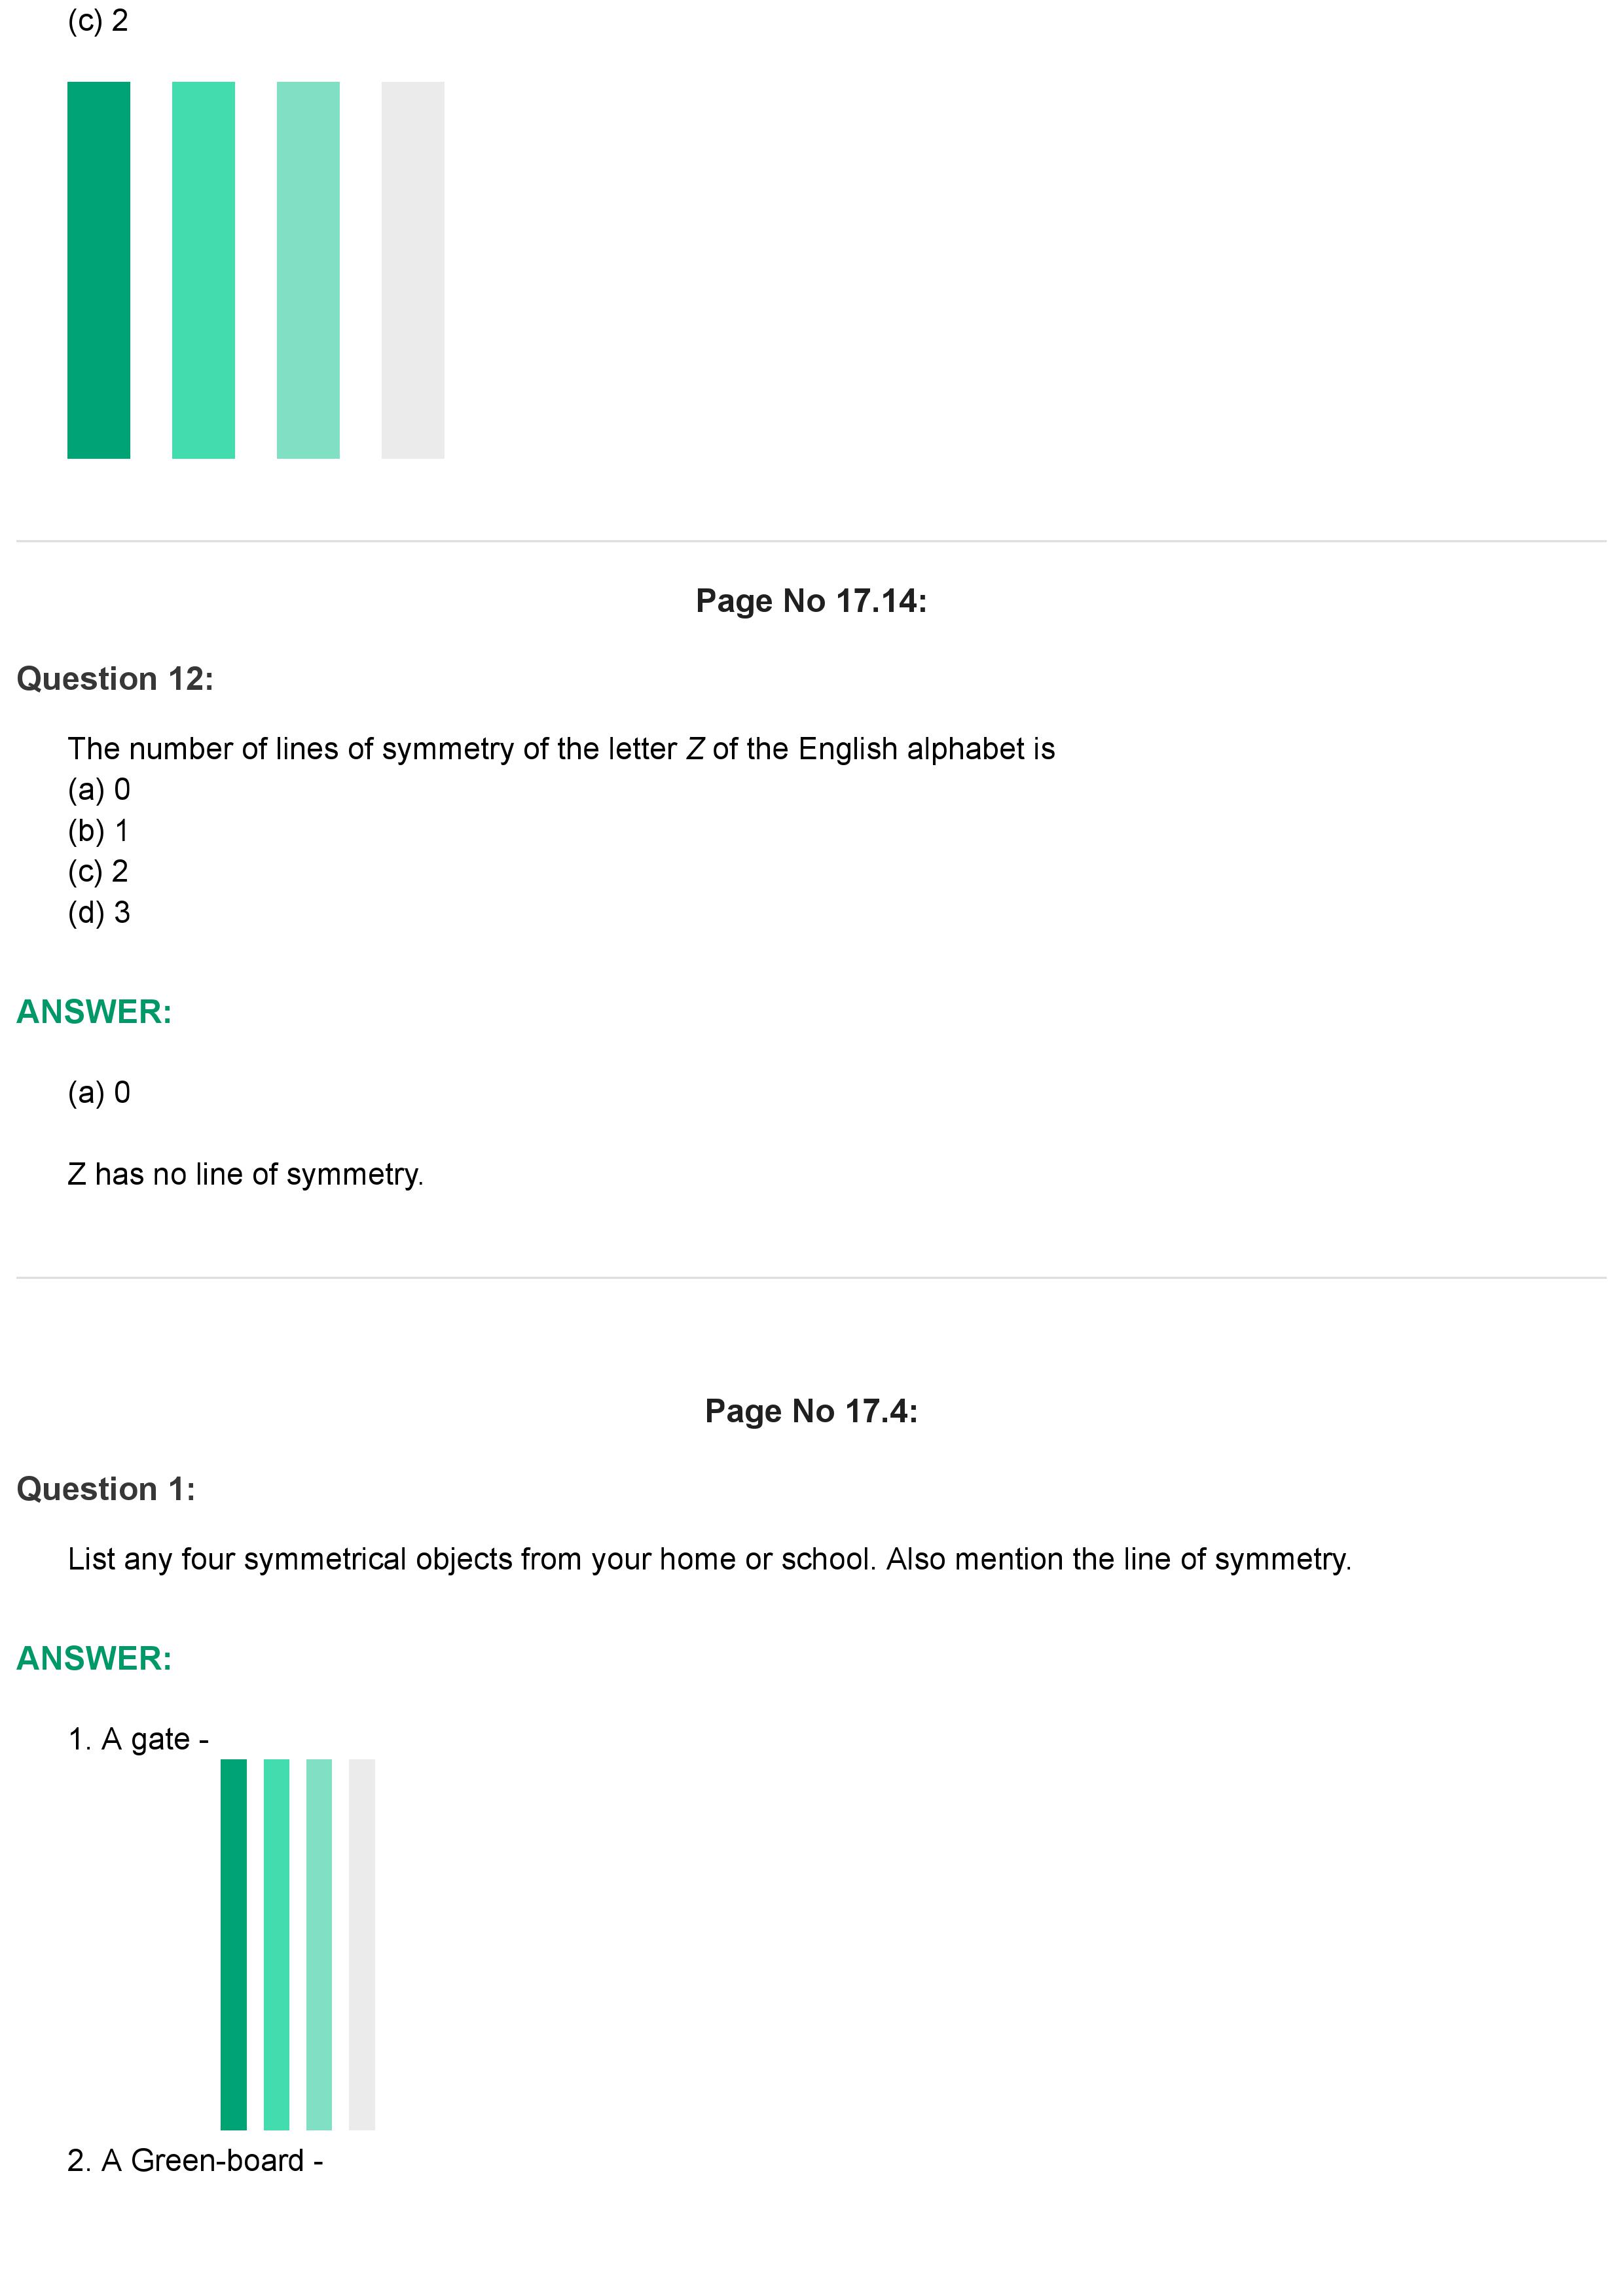 (c) 2
Page No 17.14:
Question 12:
The number of lines of symmetry of the letter Z of the English alphabet is
(a) 0
(b) 1
(c) 2
(d) 3
ANSWER:
(a) 0
Z has no line of symmetry.
Page No 17.4:
Question 1:
List any four symmetrical objects from your home or school. Also mention the line of symmetry.
ANSWER:
1. A gate -
2. A Green-board -